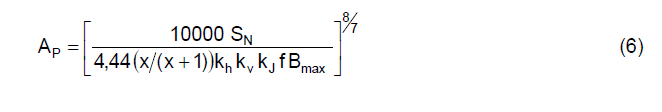 A_P = [ 10000 S_N / 4,44 (x/(x + 1)) k_h k_v k_J f B_max ]^8/7 (6)